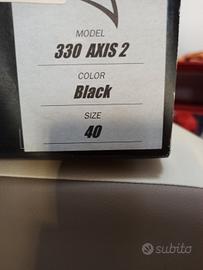 MODEL
330 AXIS 2
COLOR
Black
SIZE
40
subito